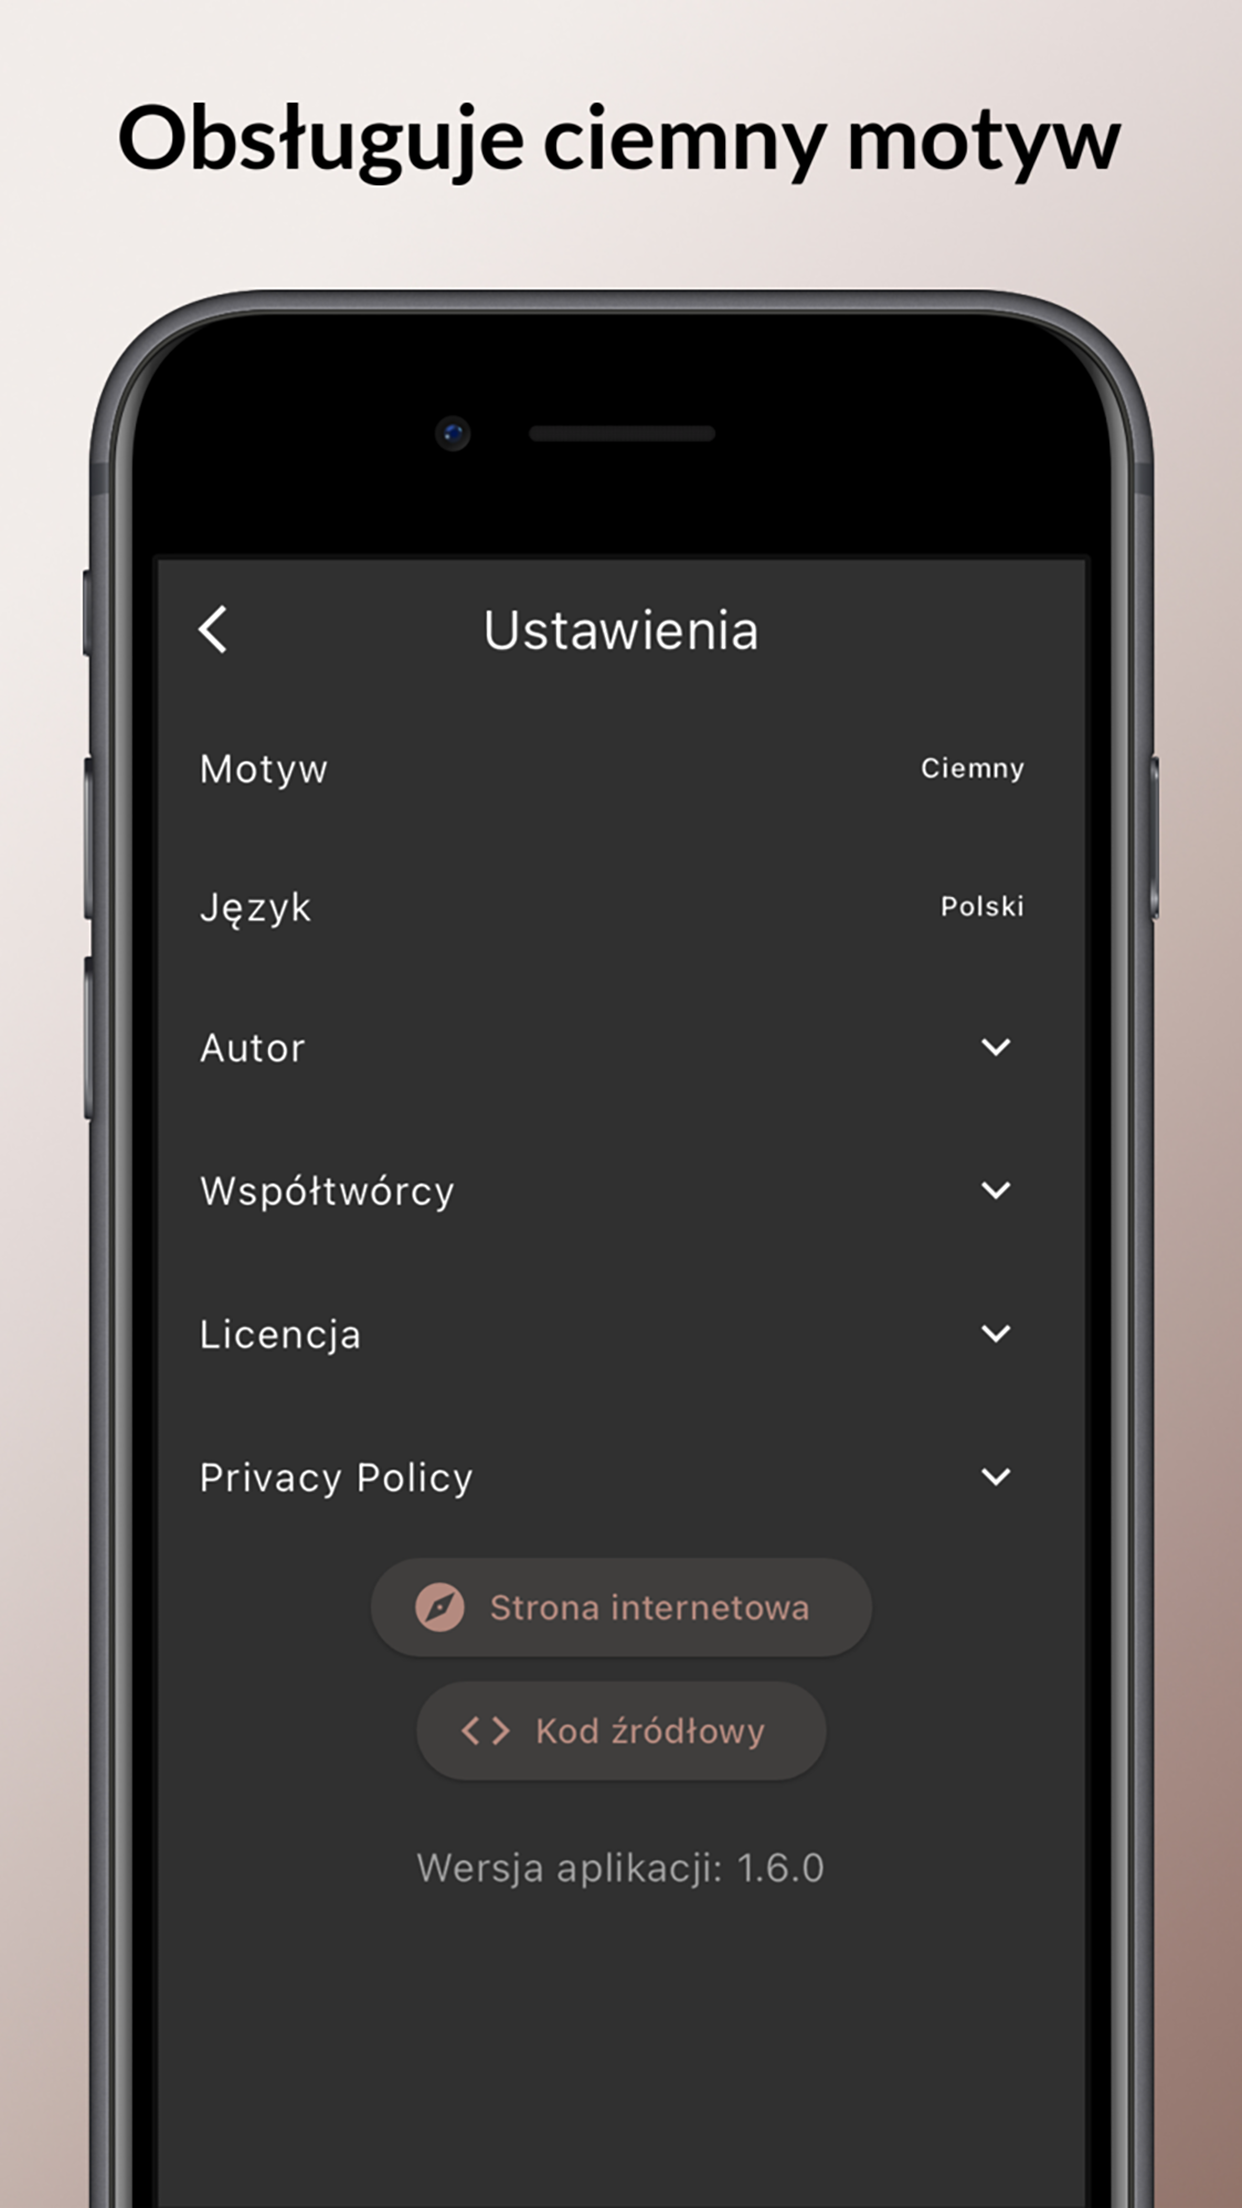 Obsługuje ciemny motyw
Ustawienia
Motyw Ciemny
Język Polski
Autor
Współtwórcy
Licencja
Privacy Policy
Strona internetowa
Kod źródłowy
Wersja aplikacji: 1.6.0